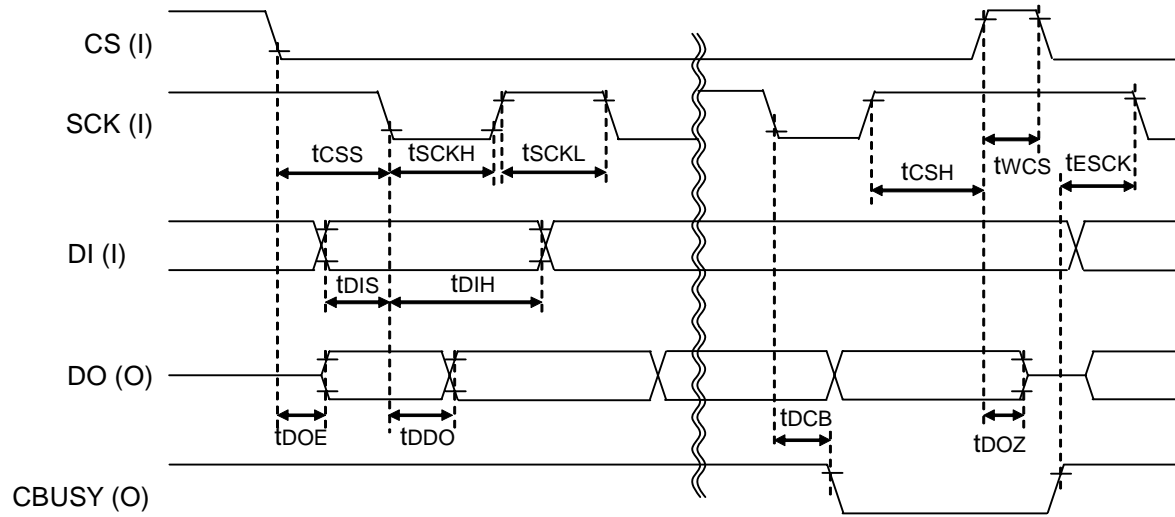 CS (I)
SCK (I)
tCSS
tSCKH
tSCKL
tCSH
tWCS
tESCK
DI (I)
tDIS
tDIH
DO (O)
tDOE
tDDO
tDCB
tDOZ
CBUSY (O)